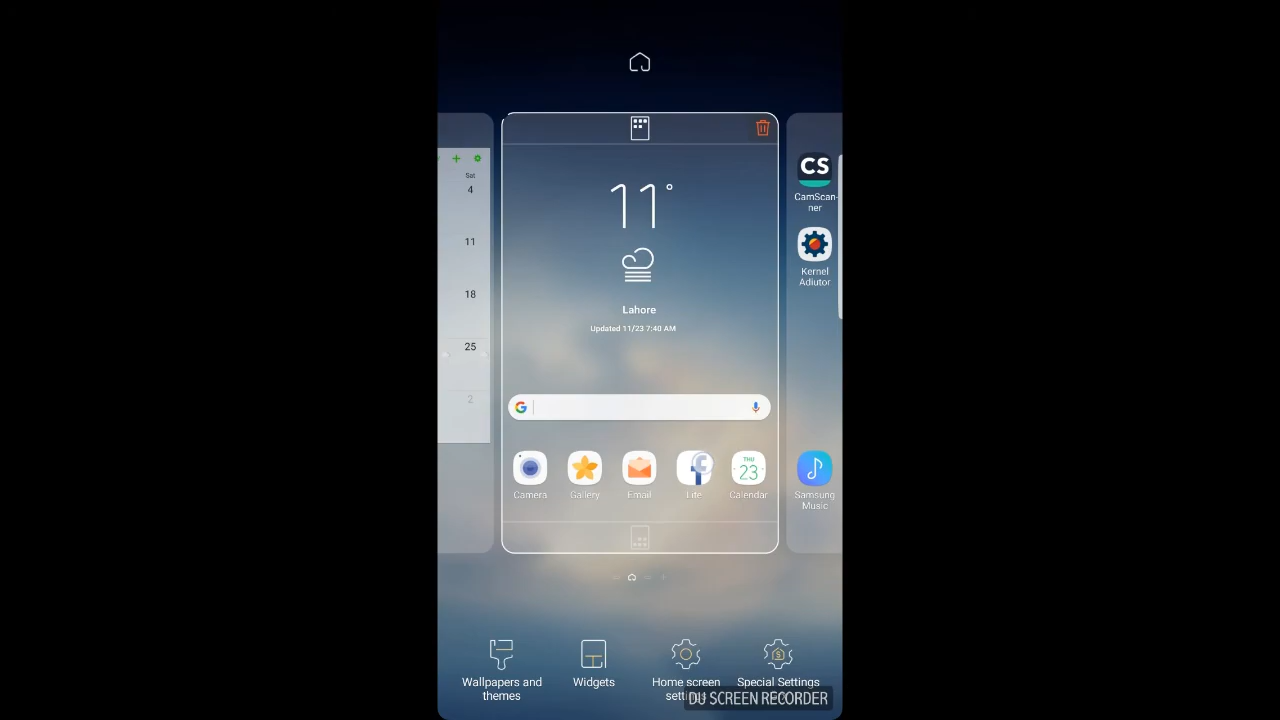 Sat
4
11
18
25
2
11°
Lahore
Updated 11/23 7:40 AM
G
Camera
Gallery
Email
Lite
THU
23
Calendar
CS
CamScan-
ner
Kernel
Adiutor
Samsung
Music
Wallpapers and
themes
Widgets
Home screen
settings
Special Settings
DU SCREEN RECORDER